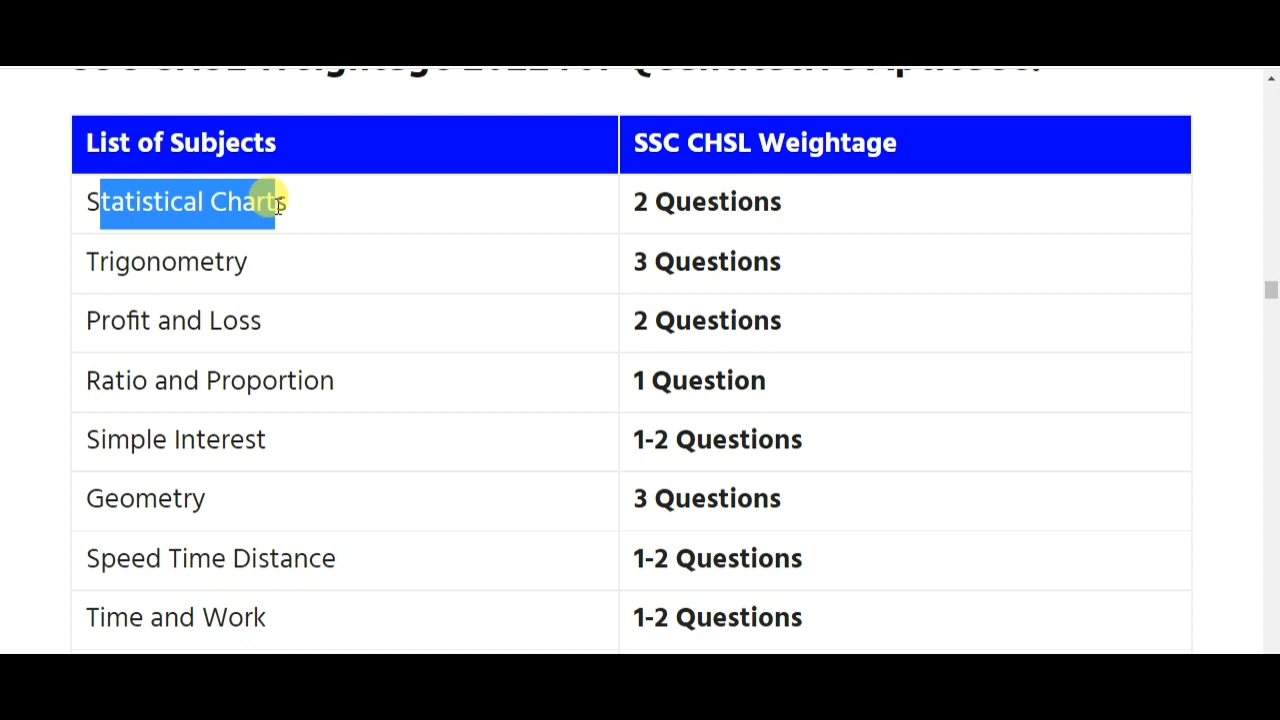 List of Subjects SSC CHSL Weightage
Statistical Charts 2 Questions
Trigonometry 3 Questions
Profit and Loss 2 Questions
Ratio and Proportion 1 Question
Simple Interest 1-2 Questions
Geometry 3 Questions
Speed Time Distance 1-2 Questions
Time and Work 1-2 Questions